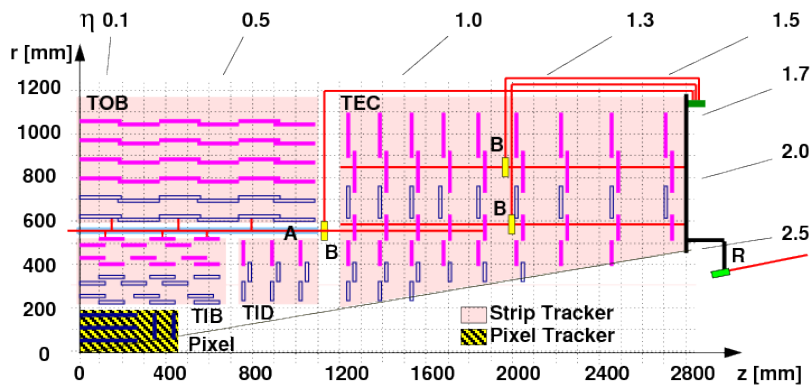 η 0.1 0.5 1.0 1.3 1.5
r [mm]
1.7
1200
TOB TEC
1000
B
2.0
800
B
600
A B
2.5
R
400
200
TIB TID
Strip Tracker
Pixel
Pixel Tracker
0
0 400 800 1200 1600 2000 2400 2800 z [mm]